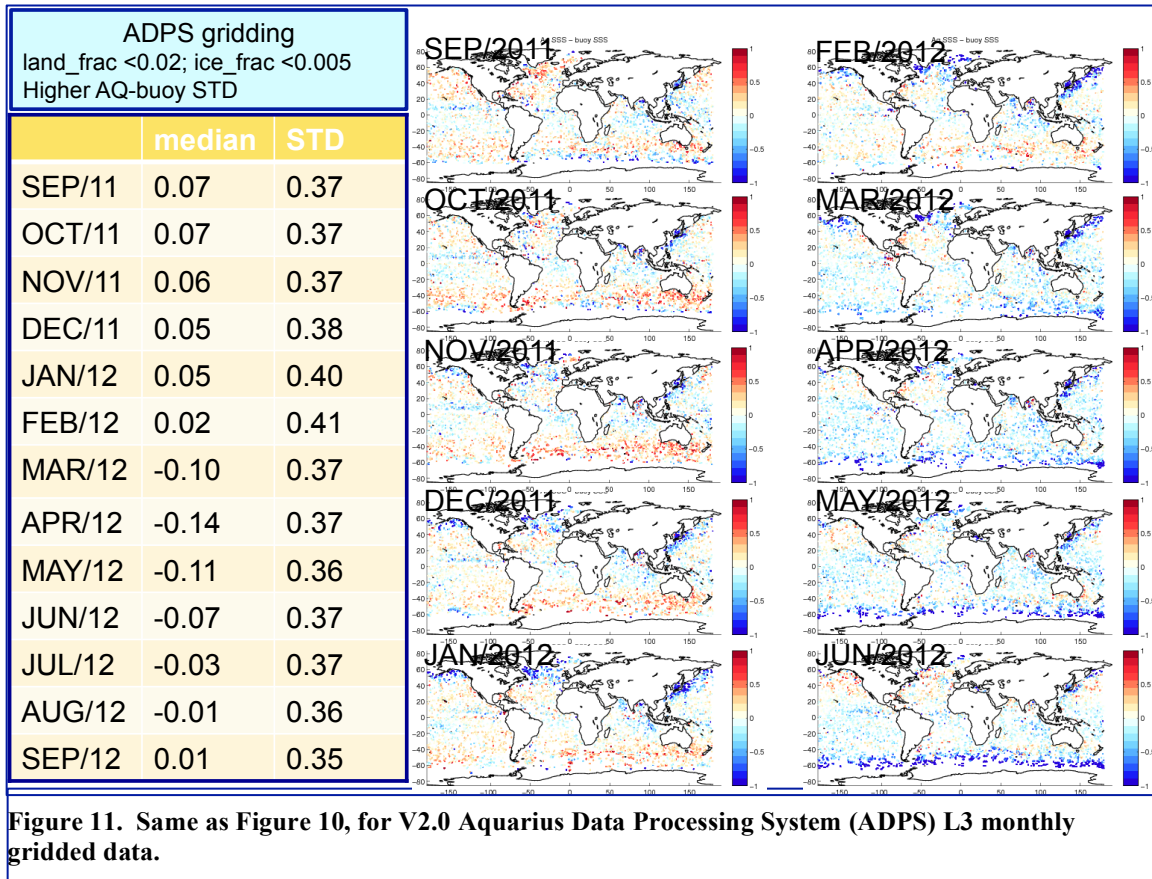 ADPS gridding
land_frac <0.02; ice_frac <0.005
Higher AQ-buoy STD
median STD
SEP/11 0.07 0.37
OCT/11 0.07 0.37
NOV/11 0.06 0.37
DEC/11 0.05 0.38
JAN/12 0.05 0.40
FEB/12 0.02 0.41
MAR/12 -0.10 0.37
APR/12 -0.14 0.37
MAY/12 -0.11 0.36
JUN/12 -0.07 0.37
JUL/12 -0.03 0.37
AUG/12 -0.01 0.36
SEP/12 0.01 0.35
SEP/2011
OCT/2011
NOV/2011
DEC/2011
JAN/2012
FEB/2012
MAR/2012
APR/2012
MAY/2012
JUN/2012
Figure 11. Same as Figure 10, for V2.0 Aquarius Data Processing System (ADPS) L3 monthly
gridded data.